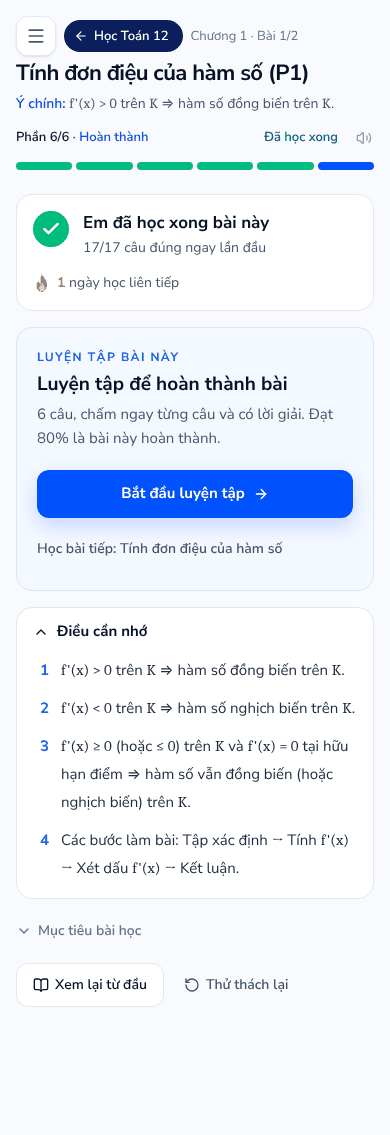 Học Toán 12
Chương 1 · Bài 1/2
Tính đơn điệu của hàm số (P1)
Ý chính: f'(x) > 0 trên K ⇒ hàm số đồng biến trên K.
Phần 6/6 · Hoàn thành
Đã học xong
Em đã học xong bài này
17/17 câu đúng ngay lần đầu
1 ngày học liên tiếp
LUYỆN TẬP BÀI NÀY
Luyện tập để hoàn thành bài
6 câu, chấm ngay từng câu và có lời giải. Đạt
80% là bài này hoàn thành.
Bắt đầu luyện tập →
Học bài tiếp: Tính đơn điệu của hàm số
Điều cần nhớ
1 f'(x) > 0 trên K ⇒ hàm số đồng biến trên K.
2 f'(x) < 0 trên K ⇒ hàm số nghịch biến trên K.
3 f'(x) ≥ 0 (hoặc ≤ 0) trên K và f'(x) = 0 tại hữu
hạn điểm ⇒ hàm số vẫn đồng biến (hoặc
nghịch biến) trên K.
4 Các bước làm bài: Tập xác định → Tính f'(x)
→ Xét dấu f'(x) → Kết luận.
Mục tiêu bài học
Xem lại từ đầu
Thử thách lại